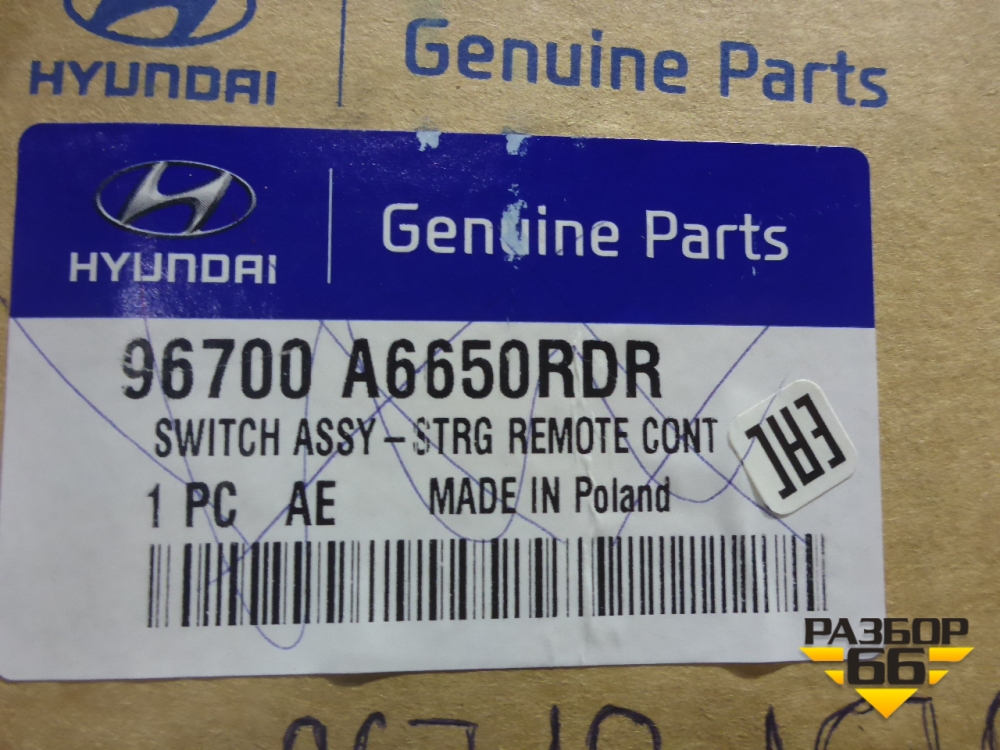 HYUNDAI
Genuine Parts
HYUNDAI
Genuine Parts
96700 A6650RDR
SWITCH ASSY-STRG REMOTE CONT
EAC
1 PC AE MADE IN Poland
РАЗБОР
66